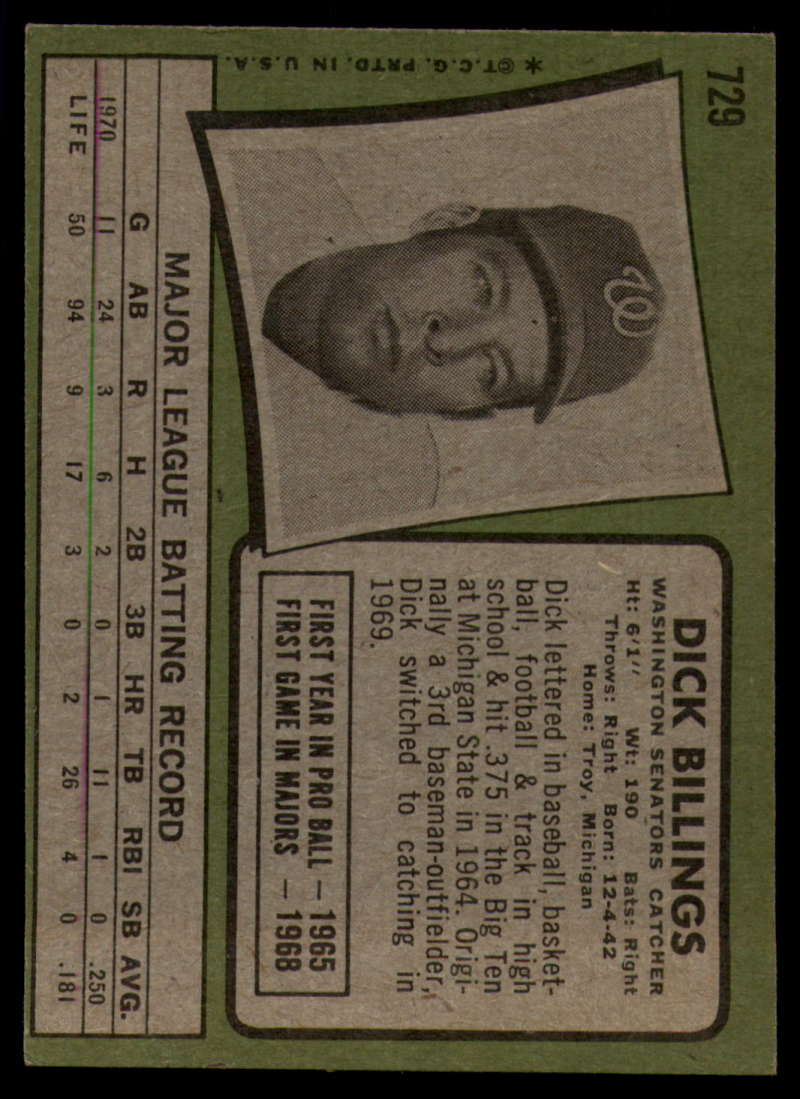 729
*©T.C.G. PRTD. IN U.S.A.
W
DICK BILLINGS
WASHINGTON SENATORS CATCHER
Ht: 6'1'' Wt: 190 Bats: Right
Throws: Right Born: 12-4-42
Home: Troy, Michigan
Dick lettered in baseball, basket-
ball, football & track in high
school & hit .375 in the Big Ten
at Michigan State in 1964. Origi-
nally a 3rd baseman-outfielder,
Dick switched to catching in
1969.
FIRST YEAR IN PRO BALL — 1965
FIRST GAME IN MAJORS — 1968
MAJOR LEAGUE BATTING RECORD
G AB R H 2B 3B HR TB RBI SB AVG.
1970 11 24 3 6 2 0 1 11 1 0 .250
LIFE 50 94 9 17 3 0 2 26 4 0 .181